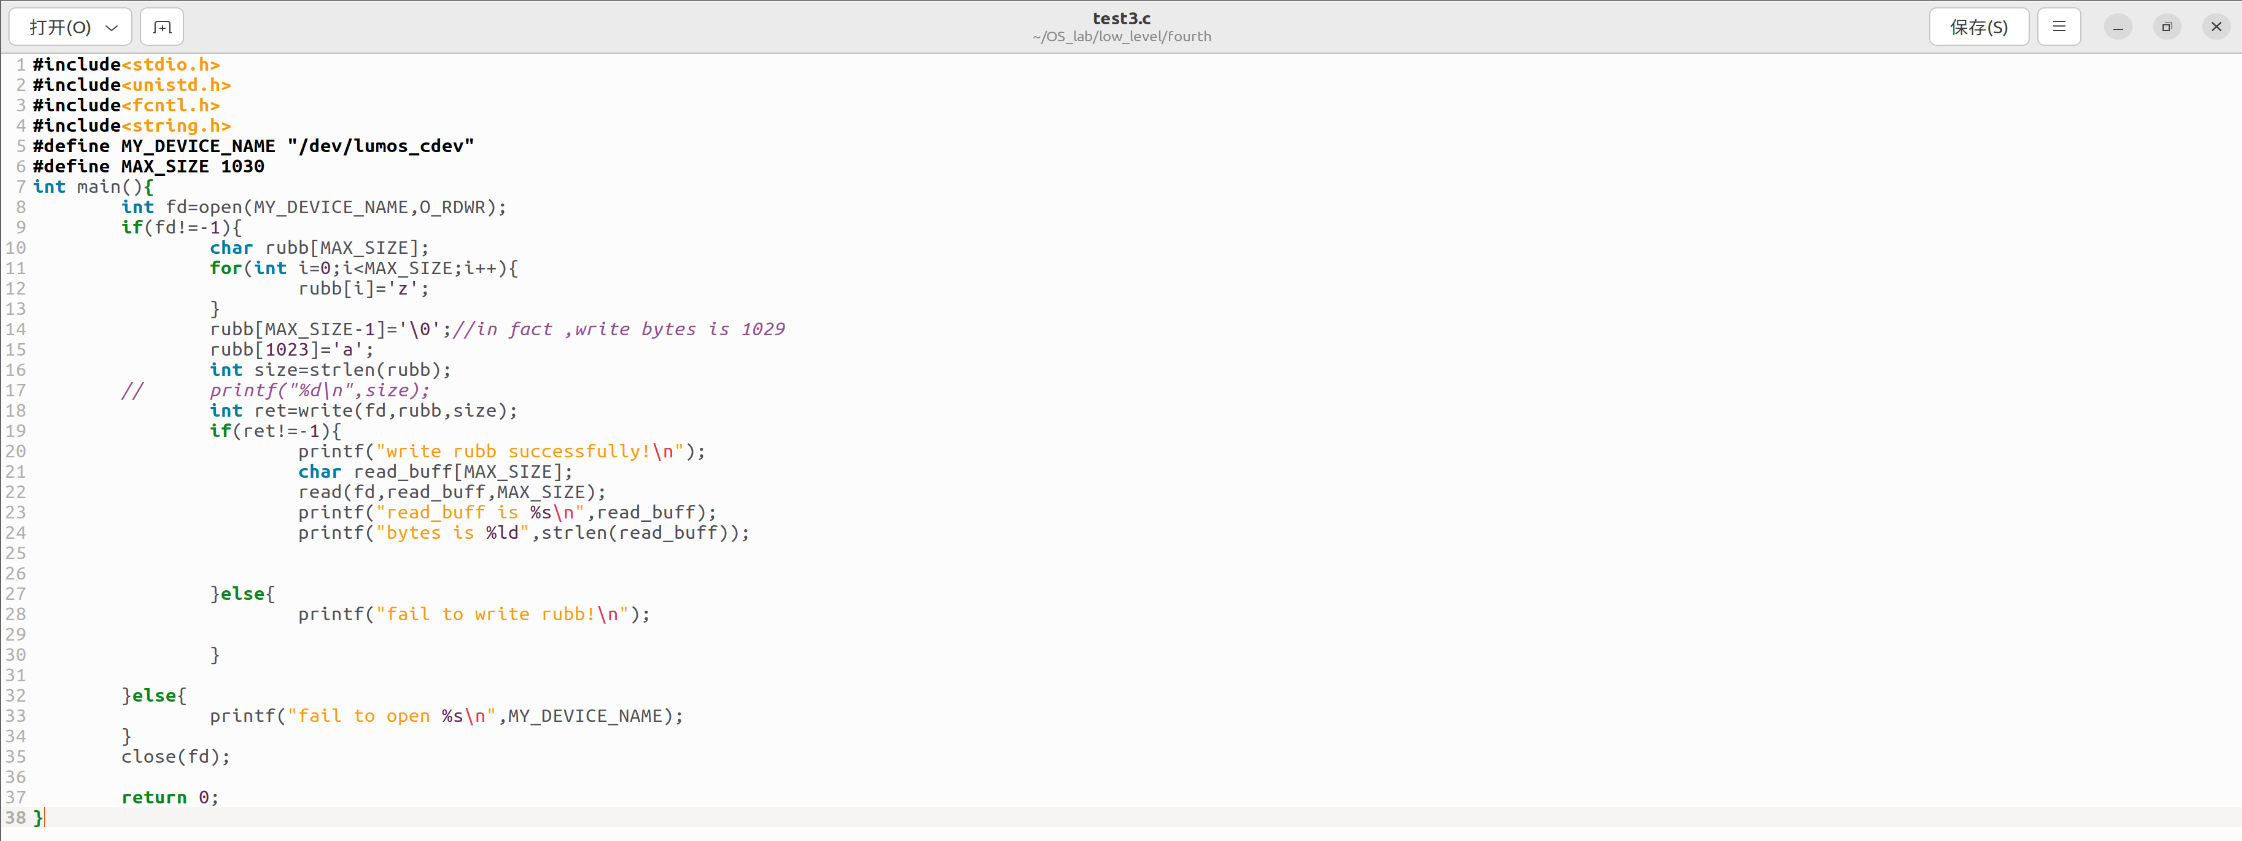 打开(O)
test3.c
~/OS_lab/low_level/fourth
保存(S)
1 #include<stdio.h>
2 #include<unistd.h>
3 #include<fcntl.h>
4 #include<string.h>
5 #define MY_DEVICE_NAME "/dev/lumos_cdev"
6 #define MAX_SIZE 1030
7 int main(){
8 int fd=open(MY_DEVICE_NAME,O_RDWR);
9 if(fd!=-1){
10 char rubb[MAX_SIZE];
11 for(int i=0;i<MAX_SIZE;i++){
12 rubb[i]='z';
13 }
14 rubb[MAX_SIZE-1]='\0';//in fact ,write bytes is 1029
15 rubb[1023]='a';
16 int size=strlen(rubb);
17 // printf("%d\n",size);
18 int ret=write(fd,rubb,size);
19 if(ret!=-1){
20 printf("write rubb successfully!\n");
21 char read_buff[MAX_SIZE];
22 read(fd,read_buff,MAX_SIZE);
23 printf("read_buff is %s\n",read_buff);
24 printf("bytes is %ld",strlen(read_buff));
25
26
27 }else{
28 printf("fail to write rubb!\n");
29
30 }
31
32 }else{
33 printf("fail to open %s\n",MY_DEVICE_NAME);
34 }
35 close(fd);
36
37 return 0;
38 }